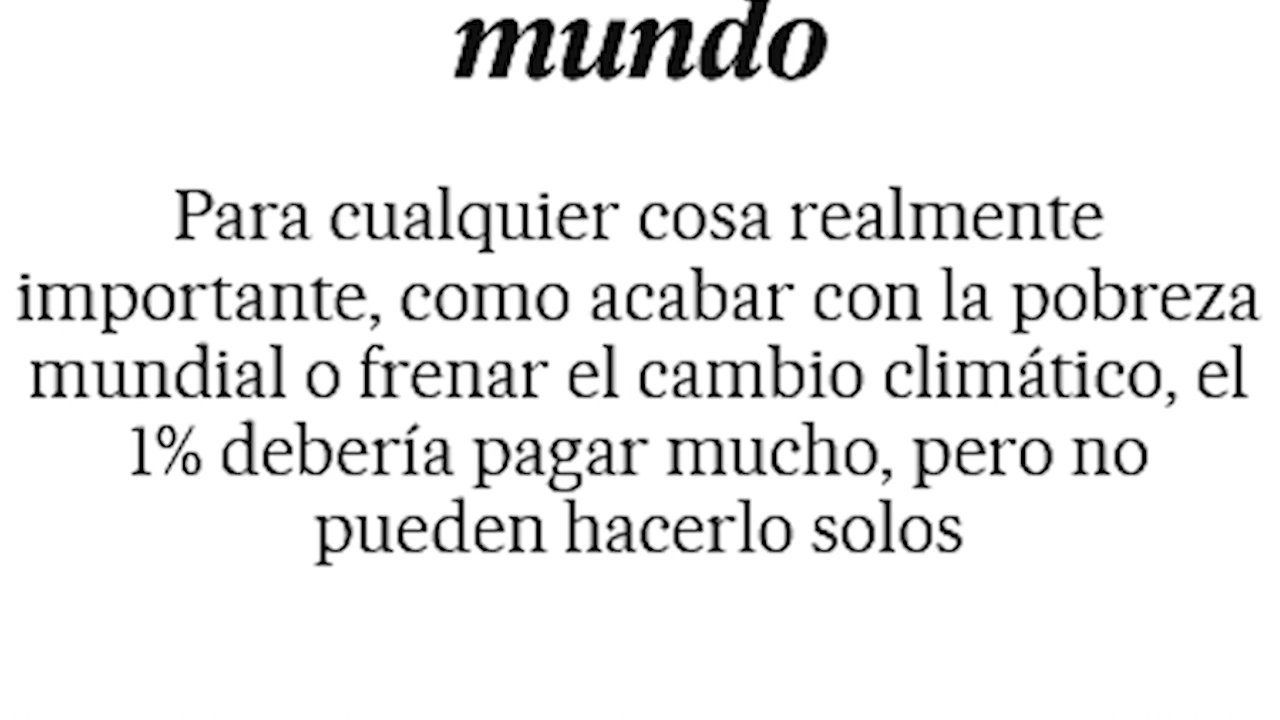 mundo
Para cualquier cosa realmente
importante, como acabar con la pobreza
mundial o frenar el cambio climático, el
1% debería pagar mucho, pero no
pueden hacerlo solos